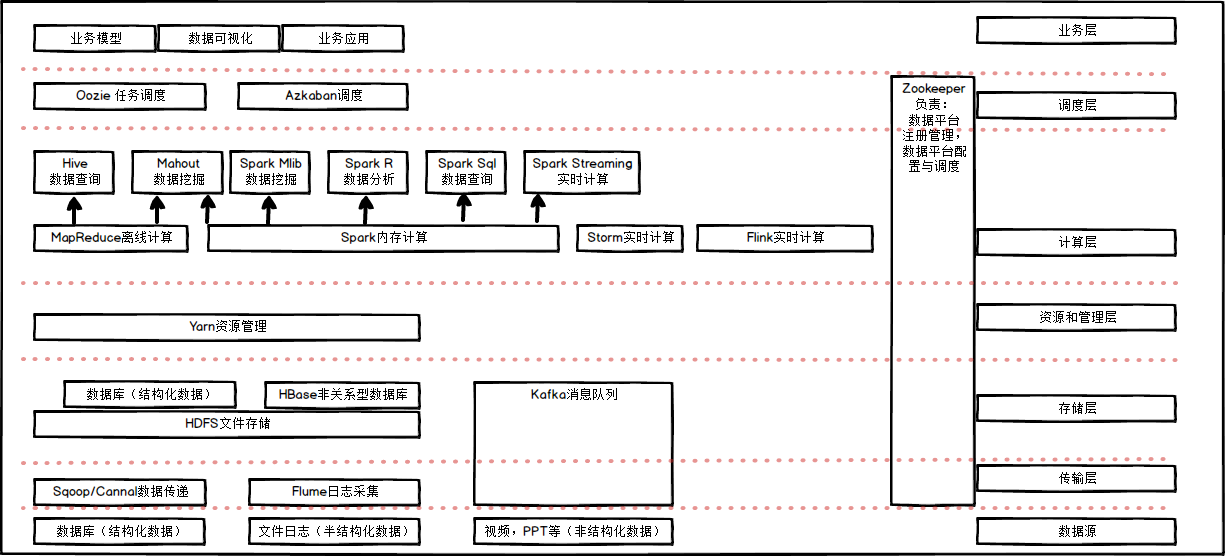 业务模型
数据可视化
业务应用
业务层
Oozie 任务调度
Azkaban调度
Zookeeper
负责：
数据平台
注册管理，
数据平台配
置与调度
调度层
Hive
数据查询
Mahout
数据挖掘
Spark Mlib
数据挖掘
Spark R
数据分析
Spark Sql
数据查询
Spark Streaming
实时计算
MapReduce离线计算
Spark内存计算
Storm实时计算
Flink实时计算
计算层
Yarn资源管理
资源和管理层
数据库（结构化数据）
HBase非关系型数据库
Kafka消息队列
HDFS文件存储
存储层
Sqoop/Cannal数据传递
Flume日志采集
传输层
数据库（结构化数据）
文件日志（半结构化数据）
视频，PPT等（非结构化数据）
数据源